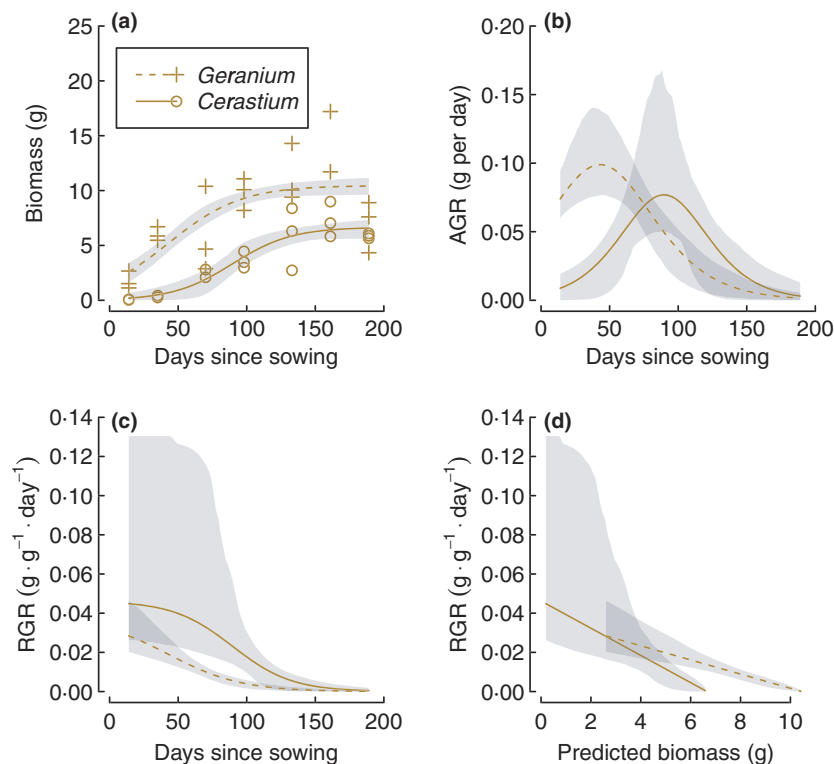 (a)
25
20
15
10
5
0
Biomass (g)
Geranium
Cerastium
0 50 100 150 200
Days since sowing
(b)
0·20
0·15
0·10
0·05
0·00
AGR (g per day)
0 50 100 150 200
Days since sowing
(c)
0·14
0·12
0·10
0·08
0·06
0·04
0·02
0·00
RGR (g · g⁻¹ · day⁻¹)
0 50 100 150 200
Days since sowing
(d)
0·14
0·12
0·10
0·08
0·06
0·04
0·02
0·00
RGR (g · g⁻¹ · day⁻¹)
0 2 4 6 8 10
Predicted biomass (g)